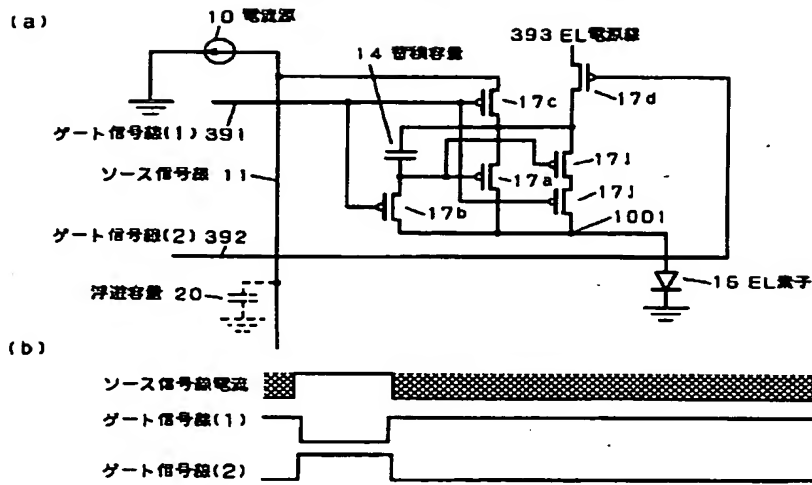 (a)
10 電流源
393 EL電源線
14 蓄積容量
17c
17d
ゲート信号線(1) 391
17i
ソース信号線 11
17a
17j
17b
1001
ゲート信号線(2) 392
浮遊容量 20
16 EL素子
(b)
ソース信号線電流
ゲート信号線(1)
ゲート信号線(2)